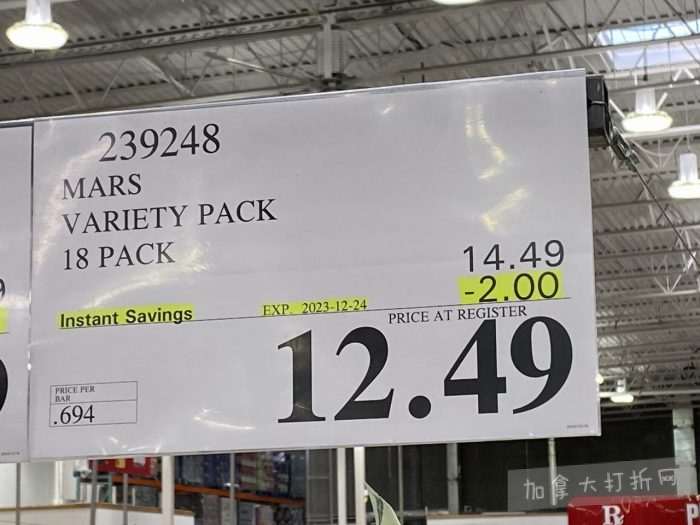 239248
MARS
VARIETY PACK
18 PACK
14.49
-2.00
Instant Savings
EXP. 2023-12-24
PRICE AT REGISTER
12.49
PRICE PER
BAR
.694
加拿大打折网